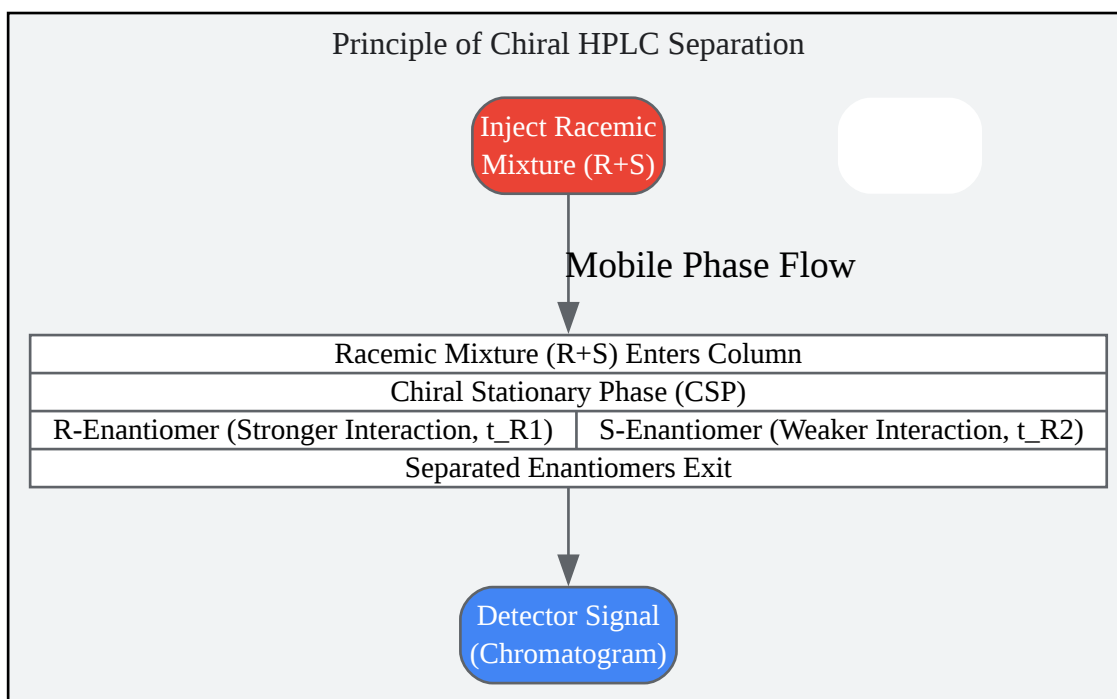 Principle of Chiral HPLC Separation
Inject Racemic
Mixture (R+S)
Mobile Phase Flow
Racemic Mixture (R+S) Enters Column
Chiral Stationary Phase (CSP)
R-Enantiomer (Stronger Interaction, t_R1)
S-Enantiomer (Weaker Interaction, t_R2)
Separated Enantiomers Exit
Detector Signal
(Chromatogram)